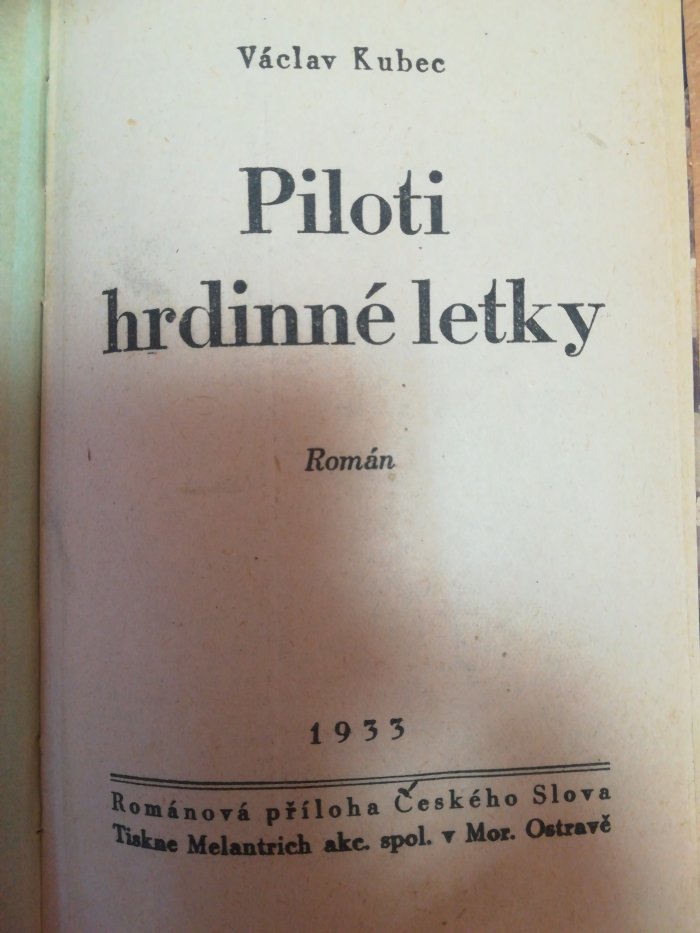 Václav Kubec
Piloti
hrdinné letky
Román
1933
Románová příloha Českého Slova
Tiskne Melantrich akc. spol. v Mor. Ostravě